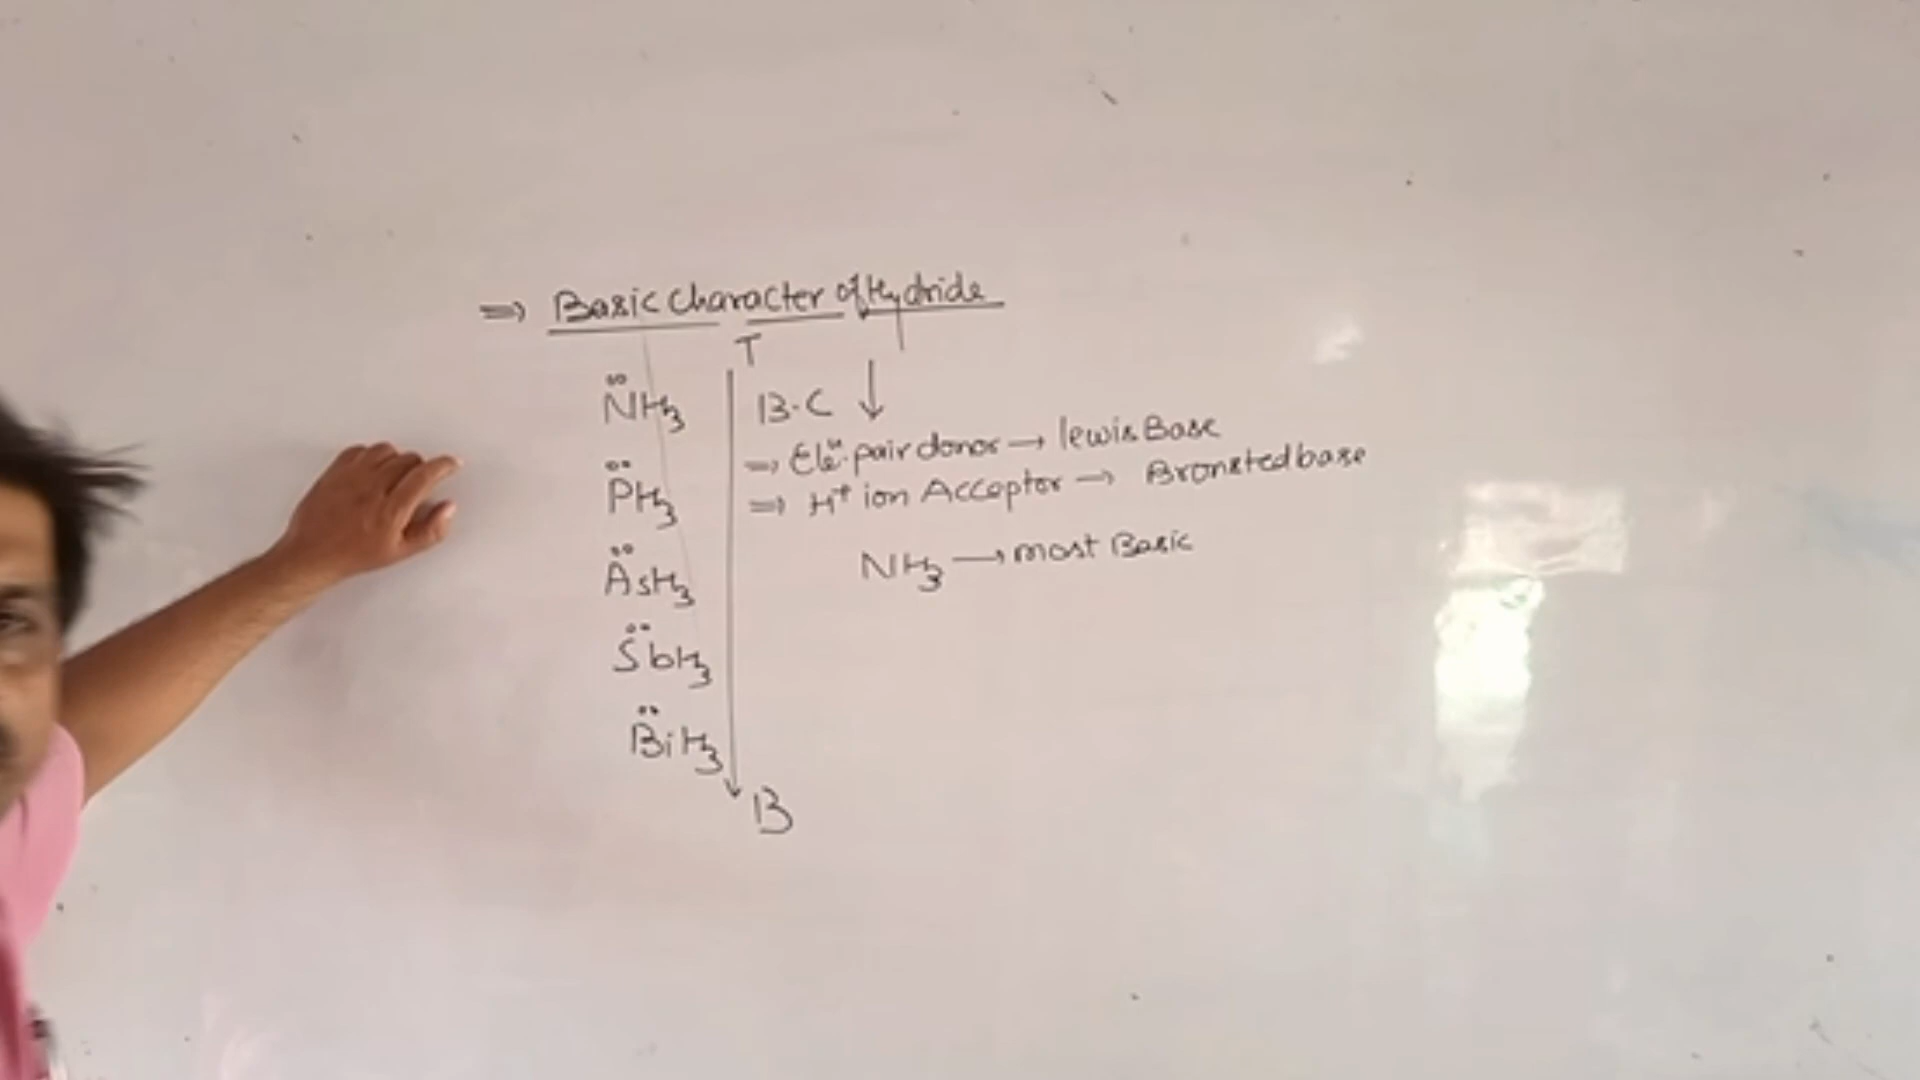 ⇒ Basic character of Hydride
T
NH3 B.C ↓
⇒ Eleⁿ. pair donor → lewis Base
PH3 ⇒ H+ ion Acceptor → Bronsted base
AsH3 NH3 → most Basic
SbH3
BiH3
B